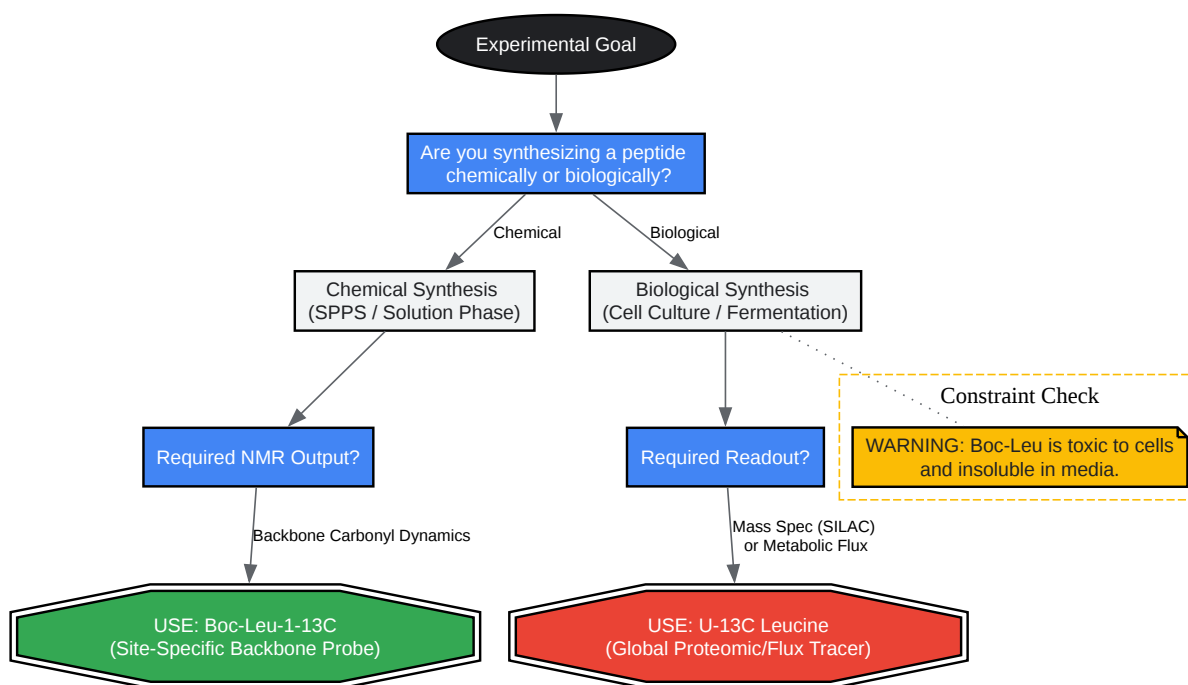 Experimental Goal
Are you synthesizing a peptide
chemically or biologically?
Chemical
Biological
Chemical Synthesis
(SPPS / Solution Phase)
Biological Synthesis
(Cell Culture / Fermentation)
Constraint Check
WARNING: Boc-Leu is toxic to cells
and insoluble in media.
Required NMR Output?
Required Readout?
Backbone Carbonyl Dynamics
Mass Spec (SILAC)
or Metabolic Flux
USE: Boc-Leu-1-13C
(Site-Specific Backbone Probe)
USE: U-13C Leucine
(Global Proteomic/Flux Tracer)